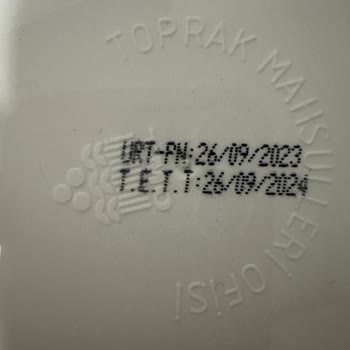 TOPRAK MAHSULLERİ OFİSİ
ÜRT-PN:26/09/2023
T.E.T.T:26/09/2024